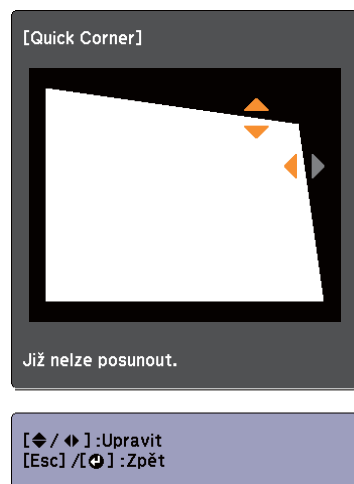 [Quick Corner]
Již nelze posunout.
[◆/◆] :Upravit
[Esc] /[↵] :Zpět